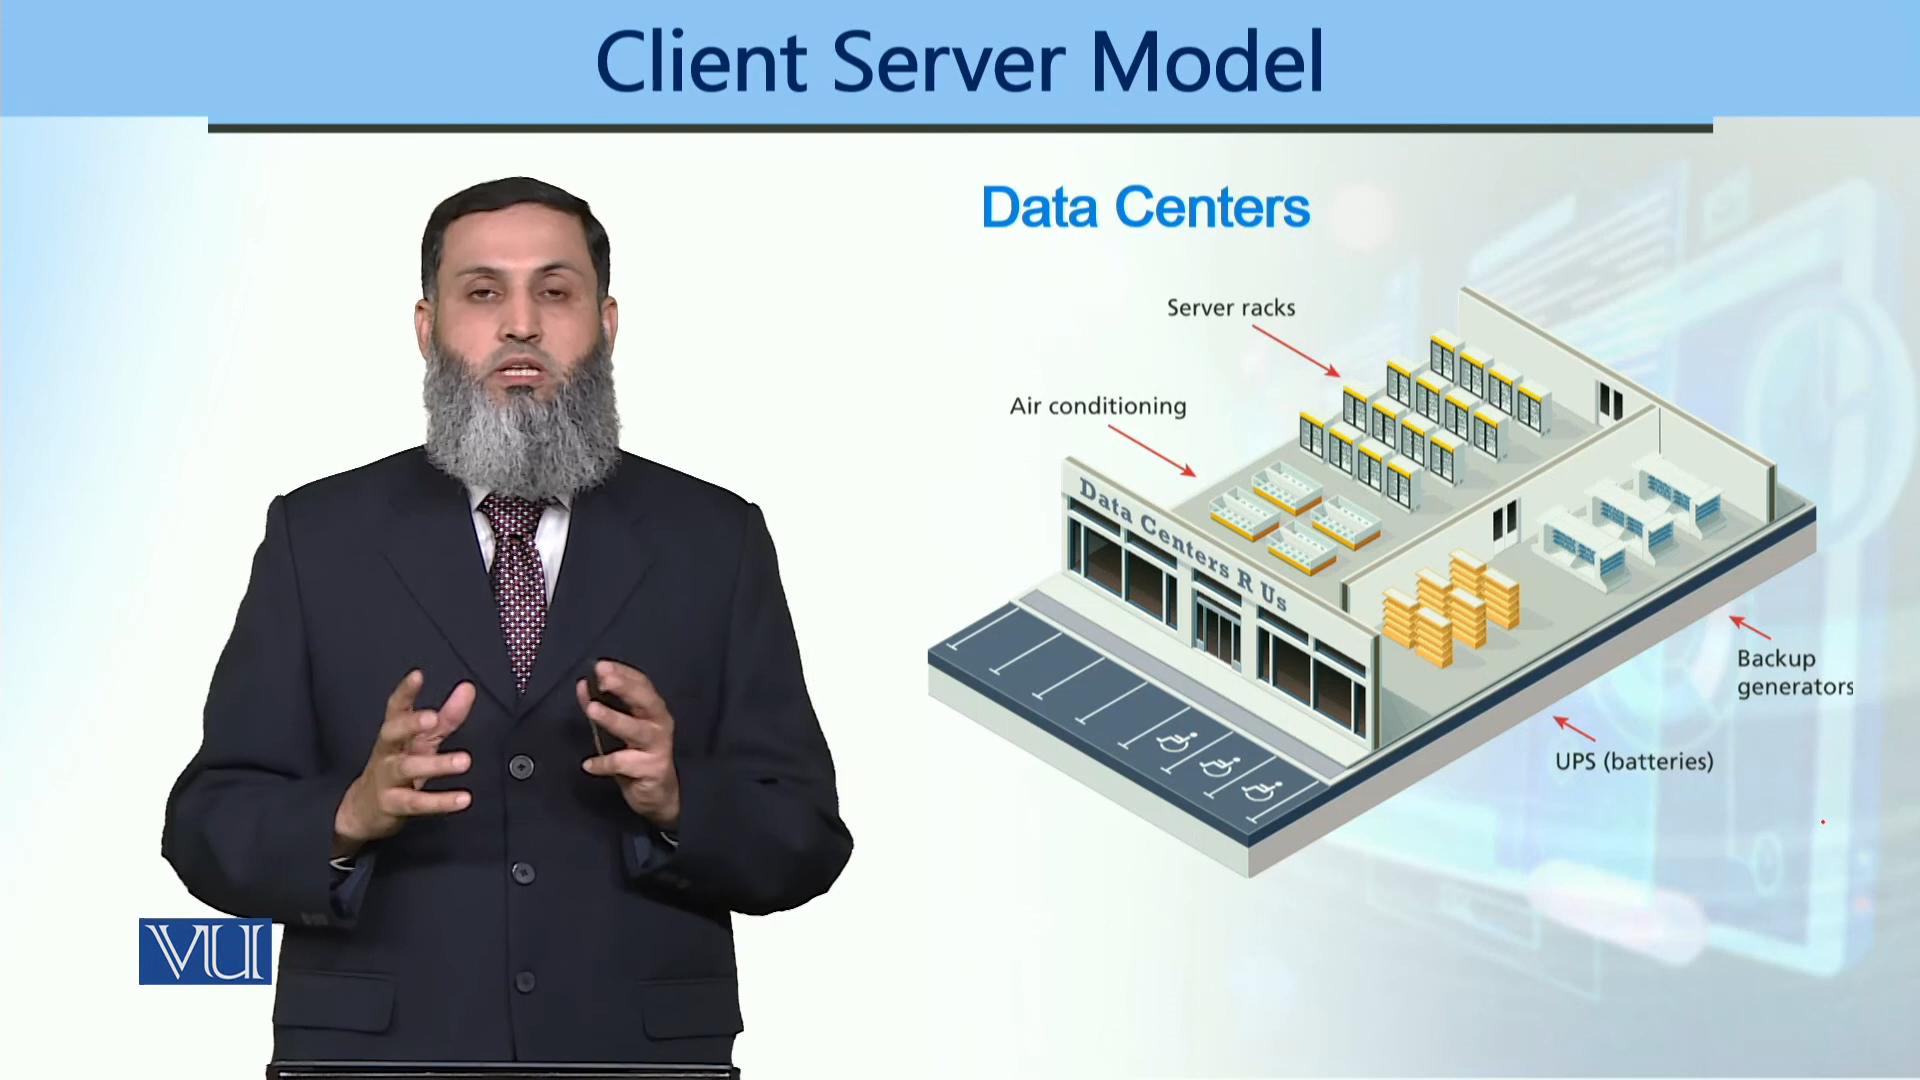 Client Server Model
Data Centers
Server racks
Air conditioning
Data Centers R Us
Backup
generators
UPS (batteries)
VU